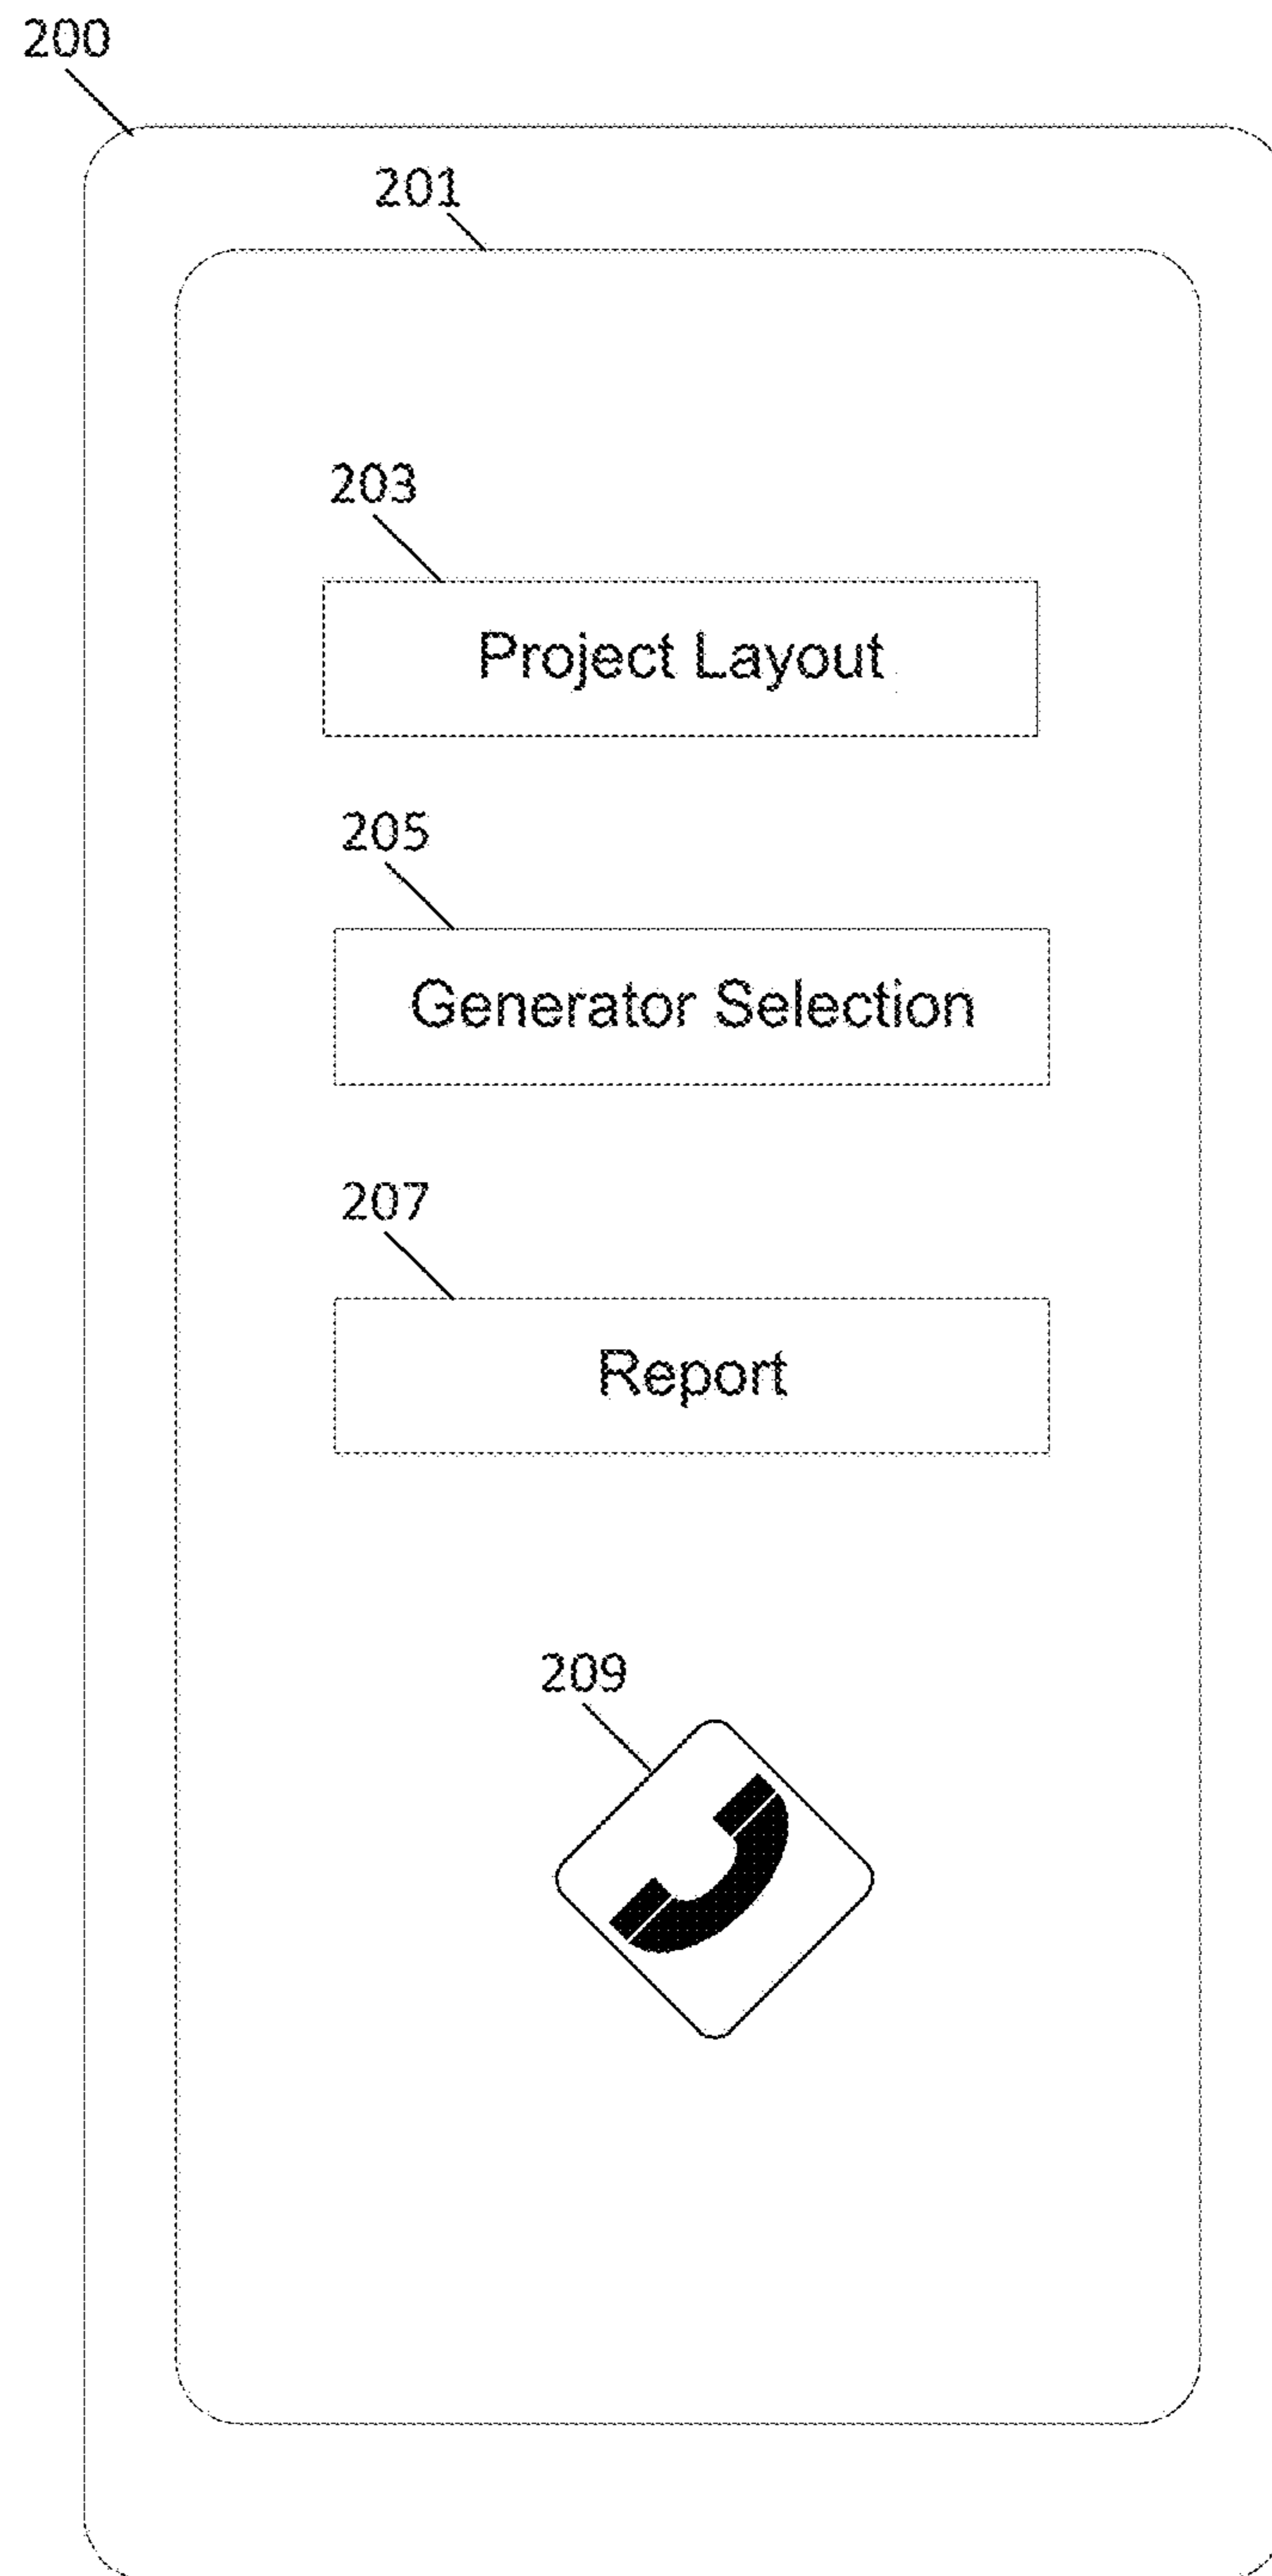 200
201
203
Project Layout
205
Generator Selection
207
Report
209